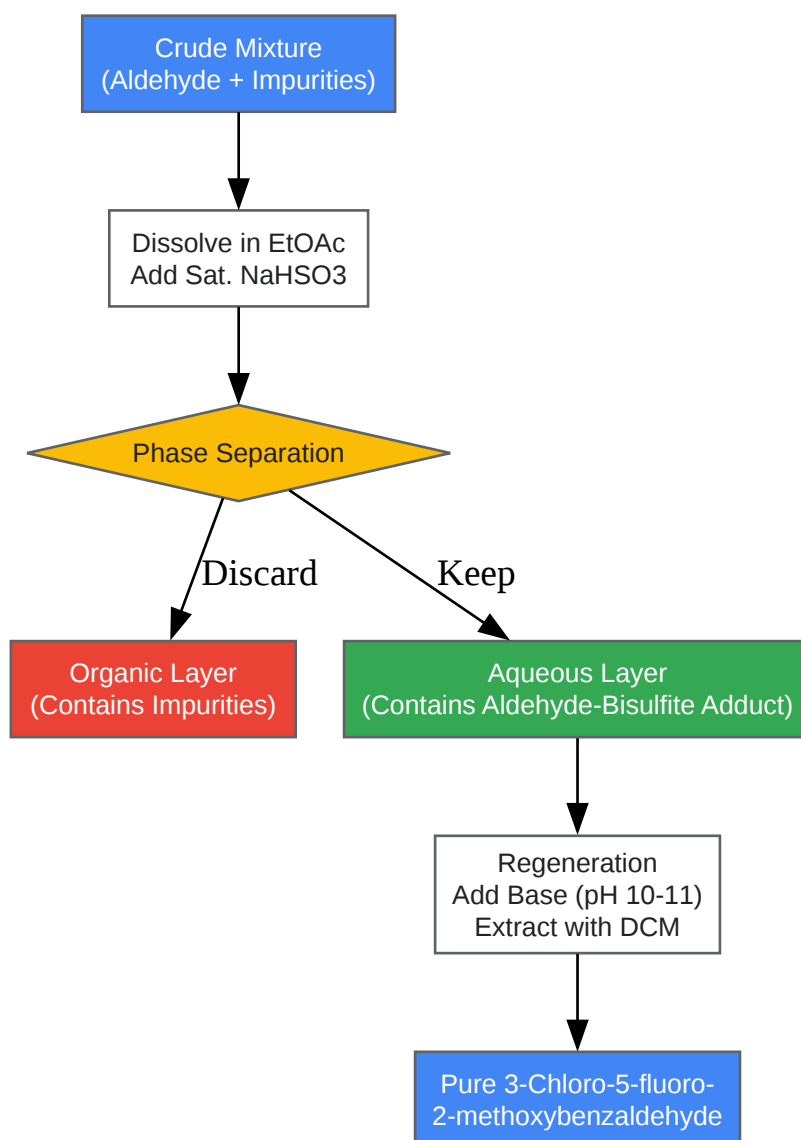 Crude Mixture
(Aldehyde + Impurities)
Dissolve in EtOAc
Add Sat. NaHSO3
Phase Separation
Discard
Keep
Organic Layer
(Contains Impurities)
Aqueous Layer
(Contains Aldehyde-Bisulfite Adduct)
Regeneration
Add Base (pH 10-11)
Extract with DCM
Pure 3-Chloro-5-fluoro-
2-methoxybenzaldehyde